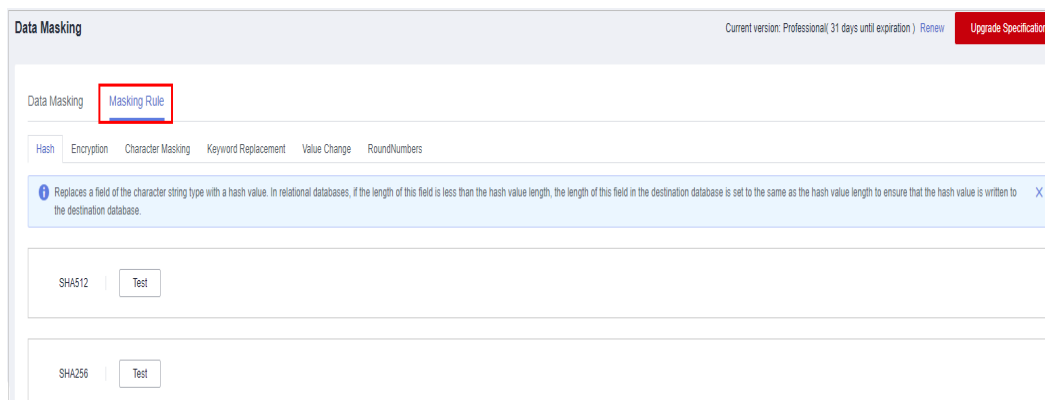 Data Masking
Current version: Professional( 31 days until expiration ) Renew
Upgrade Specification
Data Masking Masking Rule
Hash Encryption Character Masking Keyword Replacement Value Change RoundNumbers
Replaces a field of the character string type with a hash value. In relational databases, if the length of this field is less than the hash value length, the length of this field in the destination database is set to the same as the hash value length to ensure that the hash value is written to
the destination database.
SHA512 Test
SHA256 Test